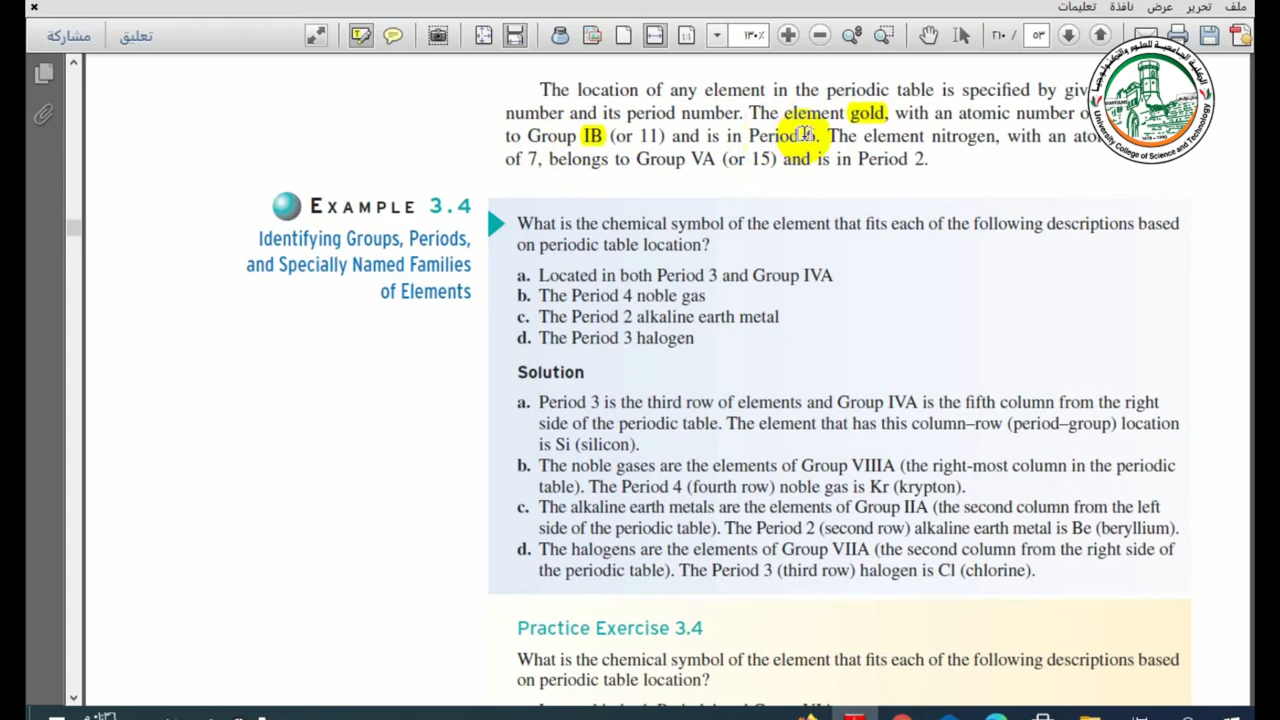 ملف تحرير عرض نافذة تعليمات
مشاركة تعليق ١٣٠٪ ٢١٠ / ٥٣
The location of any element in the periodic table is specified by giv
number and its period number. The element gold, with an atomic number o
to Group IB (or 11) and is in Period The element nitrogen, with an ato
of 7, belongs to Group VA (or 15) and is in Period 2.
EXAMPLE 3.4
Identifying Groups, Periods,
and Specially Named Families
of Elements
What is the chemical symbol of the element that fits each of the following descriptions based
on periodic table location?
a. Located in both Period 3 and Group IVA
b. The Period 4 noble gas
c. The Period 2 alkaline earth metal
d. The Period 3 halogen
Solution
a. Period 3 is the third row of elements and Group IVA is the fifth column from the right
side of the periodic table. The element that has this column–row (period–group) location
is Si (silicon).
b. The noble gases are the elements of Group VIIIA (the right-most column in the periodic
table). The Period 4 (fourth row) noble gas is Kr (krypton).
c. The alkaline earth metals are the elements of Group IIA (the second column from the left
side of the periodic table). The Period 2 (second row) alkaline earth metal is Be (beryllium).
d. The halogens are the elements of Group VIIA (the second column from the right side of
the periodic table). The Period 3 (third row) halogen is Cl (chlorine).
Practice Exercise 3.4
What is the chemical symbol of the element that fits each of the following descriptions based
on periodic table location?
الكلية الجامعية للعلوم والتكنولوجيا
University College of Science and Technology